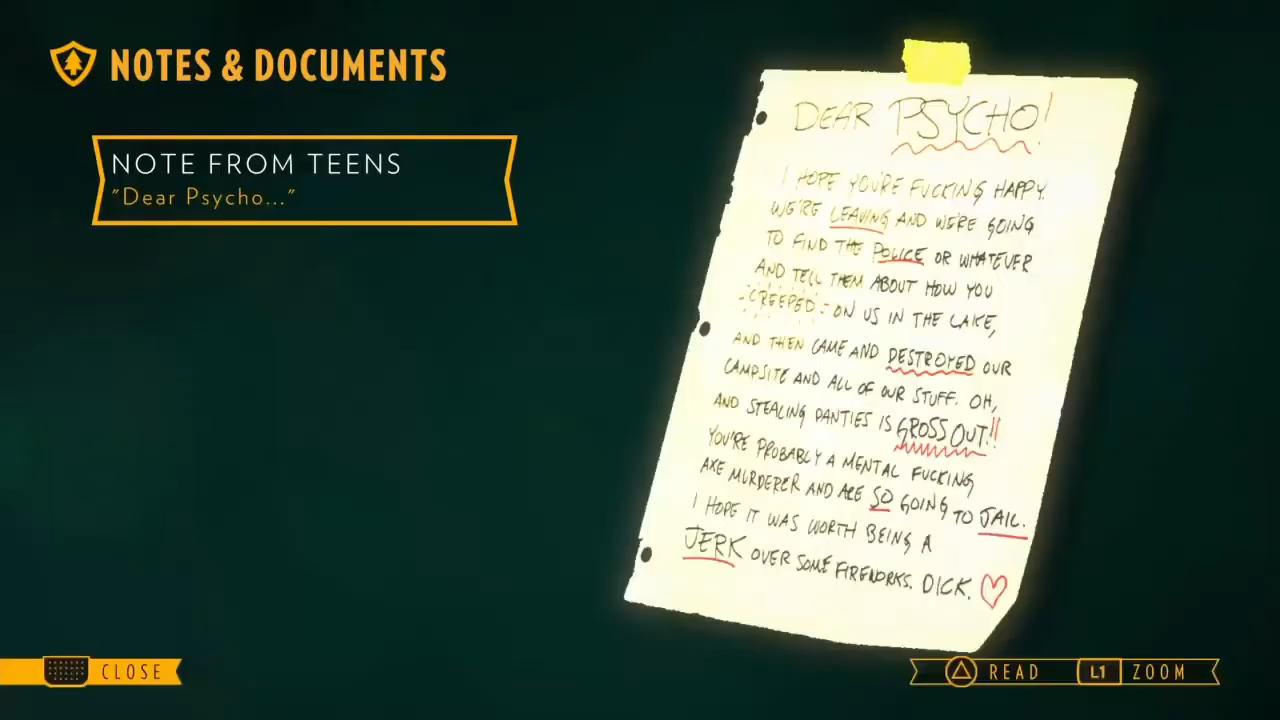 NOTES & DOCUMENTS
NOTE FROM TEENS
"Dear Psycho..."
DEAR PSYCHO!
I HOPE YOU'RE FUCKING HAPPY.
WE'RE LEAVING AND WE'RE GOING
TO FIND THE POLICE OR WHATEVER
AND TELL THEM ABOUT HOW YOU
CREEPED ON US IN THE LAKE,
AND THEN CAME AND DESTROYED OUR
CAMPSITE AND ALL OF OUR STUFF. OH,
AND STEALING PANTIES IS GROSS OUT!!
YOU'RE PROBABLY A MENTAL FUCKING
AXE MURDERER AND ARE SO GOING TO JAIL.
I HOPE IT WAS WORTH BEING A
JERK OVER SOME FIREWORKS. DICK.
CLOSE
READ
L1 ZOOM